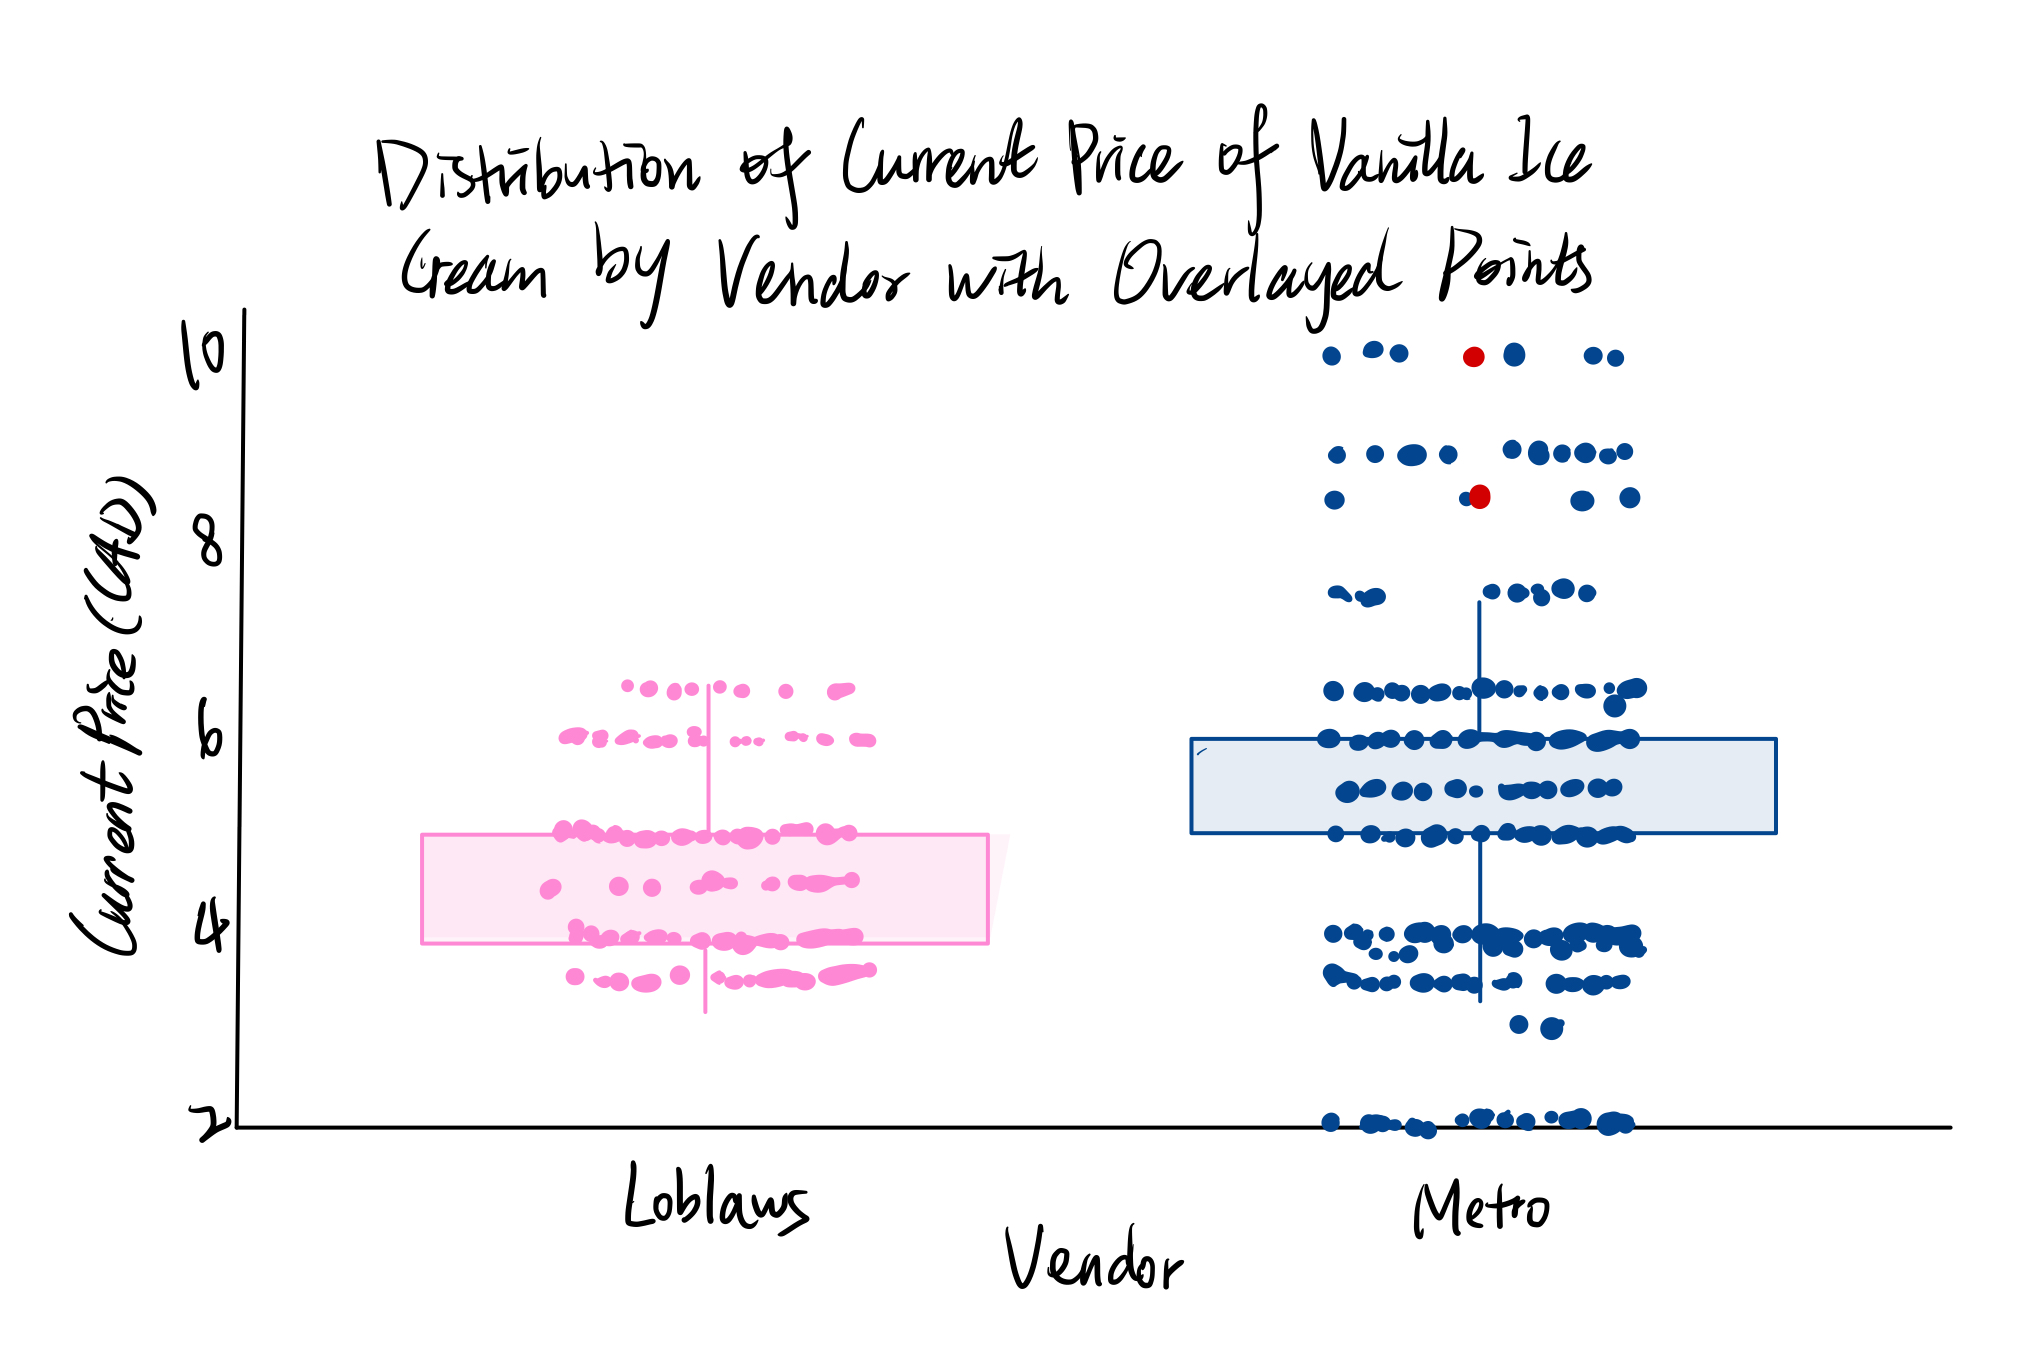 Distribution of Current Price of Vanilla Ice
Cream by Vendor with Overlayed Points
10
8
6
4
2
Current Price (CAD)
Loblaws
Metro
Vendor